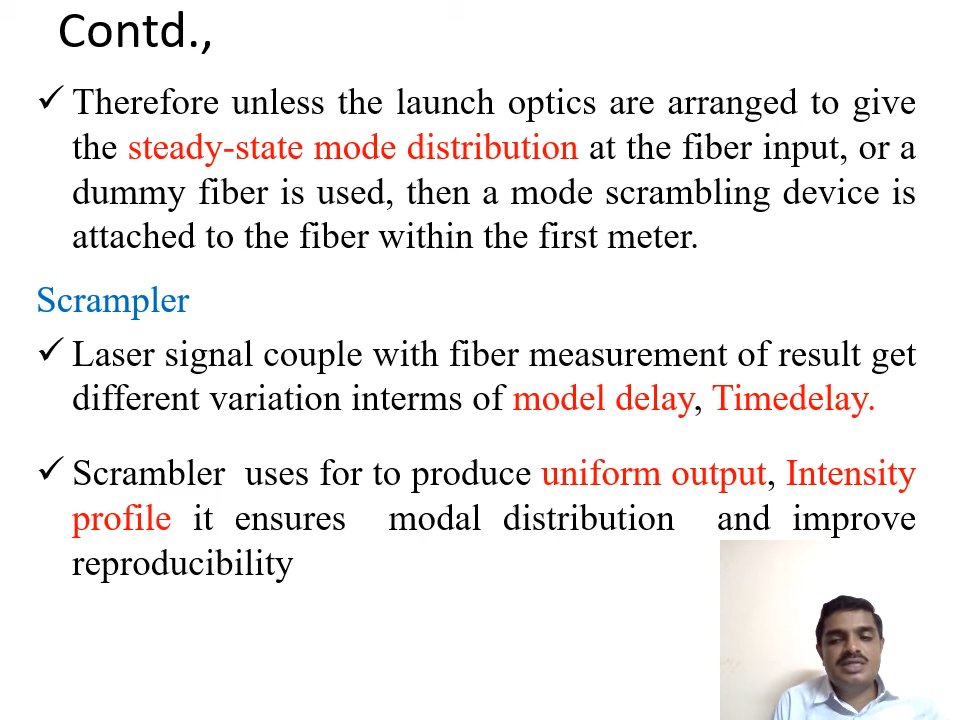 Contd.,
✓ Therefore unless the launch optics are arranged to give
the steady-state mode distribution at the fiber input, or a
dummy fiber is used, then a mode scrambling device is
attached to the fiber within the first meter.
Scrampler
✓ Laser signal couple with fiber measurement of result get
different variation interms of model delay, Timedelay.
✓ Scrambler uses for to produce uniform output, Intensity
profile it ensures modal distribution and improve
reproducibility